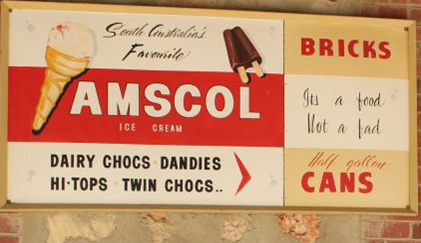 South Australia's
Favourite
AMSCOL
ICE CREAM
DAIRY CHOCS · DANDIES
HI-TOPS · TWIN CHOCS..
BRICKS
Its a food
Not a fad
Half gallon
CANS